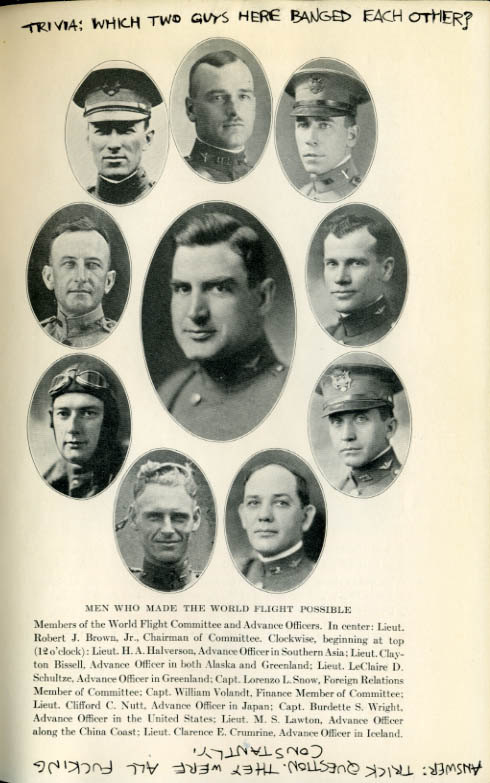 TRIVIA: WHICH TWO GUYS HERE BANGED EACH OTHER?
MEN WHO MADE THE WORLD FLIGHT POSSIBLE
Members of the World Flight Committee and Advance Officers. In center: Lieut.
Robert J. Brown, Jr., Chairman of Committee. Clockwise, beginning at top
(12 o'clock): Lieut. H. A. Halverson, Advance Officer in Southern Asia; Lieut. Clay-
ton Bissell, Advance Officer in both Alaska and Greenland; Lieut. LeClaire D.
Schultze, Advance Officer in Greenland; Capt. Lorenzo L. Snow, Foreign Relations
Member of Committee; Capt. William Volandt, Finance Member of Committee;
Lieut. Clifford C. Nutt, Advance Officer in Japan; Capt. Burdette S. Wright,
Advance Officer in the United States; Lieut. M. S. Lawton, Advance Officer
along the China Coast; Lieut. Clarence E. Crumrine, Advance Officer in Iceland.
ANSWER: TRICK QUESTION. THEY WERE ALL FUCKING
CONSTANTLY.